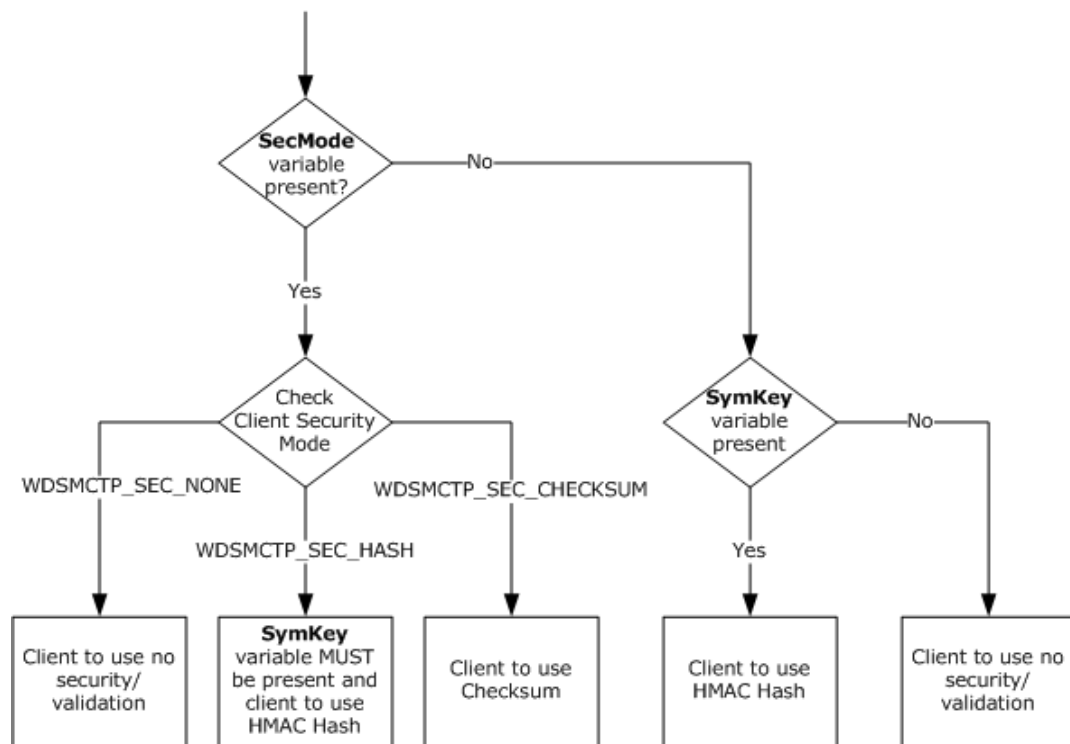 SecMode
variable
present?
No
Yes
Check
Client Security
Mode
SymKey
variable
present
No
WDSMCTP_SEC_NONE
WDSMCTP_SEC_CHECKSUM
WDSMCTP_SEC_HASH
Yes
Client to use no
security/
validation
SymKey
variable MUST
be present and
client to use
HMAC Hash
Client to use
Checksum
Client to use
HMAC Hash
Client to use no
security/
validation